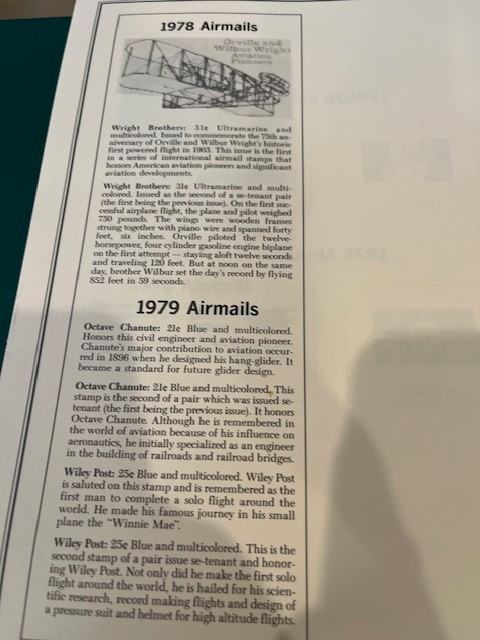 1978 Airmails
Orville and
Wilbur Wright
Aviation
Pioneers
Wright Brothers: 31¢ Ultramarine and
multicolored. Issued to commemorate the 75th an-
niversary of Orville and Wilbur Wright's historic
first powered flight in 1903. This issue is the first
in a series of international airmail stamps that
honors American aviation pioneers and significant
aviation developments.
Wright Brothers: 31¢ Ultramarine and multi-
colored. Issued as the second of a se-tenant pair
(the first being the previous issue). On the first suc-
cessful airplane flight, the plane and pilot weighed
750 pounds. The wings were wooden frames
strung together with piano wire and spanned forty
feet, six inches. Orville piloted the twelve-
horsepower, four cylinder gasoline engine biplane
on the first attempt — staying aloft twelve seconds
and traveling 120 feet. But at noon on the same
day, brother Wilbur set the day's record by flying
852 feet in 59 seconds.
1979 Airmails
Octave Chanute: 21¢ Blue and multicolored.
Honors this civil engineer and aviation pioneer.
Chanute's major contribution to aviation occur-
red in 1896 when he designed his hang-glider. It
became a standard for future glider design.
Octave Chanute: 21¢ Blue and multicolored. This
stamp is the second of a pair which was issued se-
tenant (the first being the previous issue). It honors
Octave Chanute. Although he is remembered in
the world of aviation because of his influence on
aeronautics, he initially specialized as an engineer
in the building of railroads and railroad bridges.
Wiley Post: 25¢ Blue and multicolored. Wiley Post
is saluted on this stamp and is remembered as the
first man to complete a solo flight around the
world. He made his famous journey in his small
plane the "Winnie Mae".
Wiley Post: 25¢ Blue and multicolored. This is the
second stamp of a pair issue se-tenant and honor-
ing Wiley Post. Not only did he make the first solo
flight around the world, he is hailed for his scien-
tific research, record making flights and design of
a pressure suit and helmet for high altitude flights.